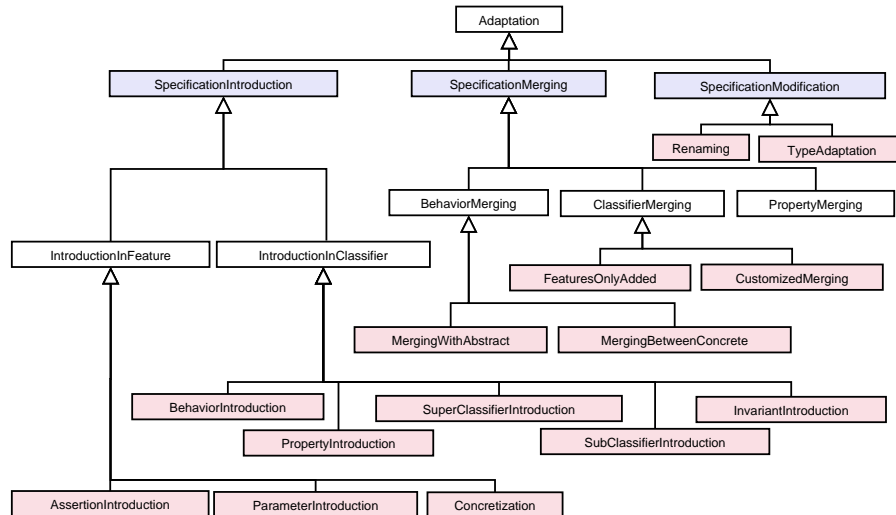 Adaptation
SpecificationIntroduction
SpecificationMerging
SpecificationModification
Renaming
TypeAdaptation
BehaviorMerging
ClassifierMerging
PropertyMerging
IntroductionInFeature
IntroductionInClassifier
FeaturesOnlyAdded
CustomizedMerging
MergingWithAbstract
MergingBetweenConcrete
BehaviorIntroduction
SuperClassifierIntroduction
InvariantIntroduction
PropertyIntroduction
SubClassifierIntroduction
AssertionIntroduction
ParameterIntroduction
Concretization